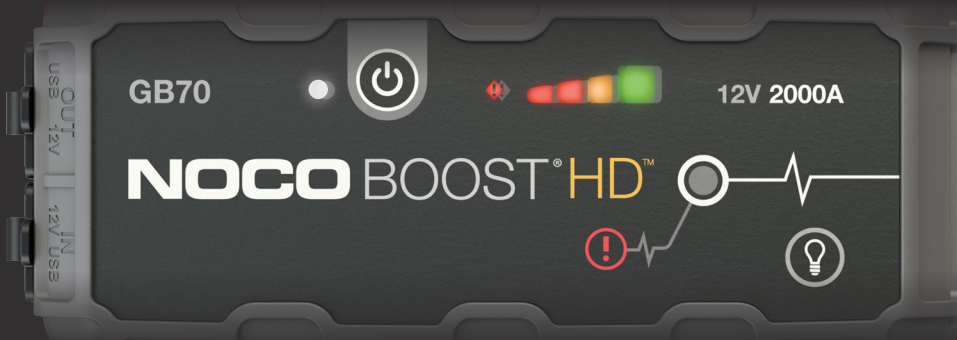 GB70
12V 2000A
NOCO BOOST® HD™
USB OUT 12V
12V IN USB